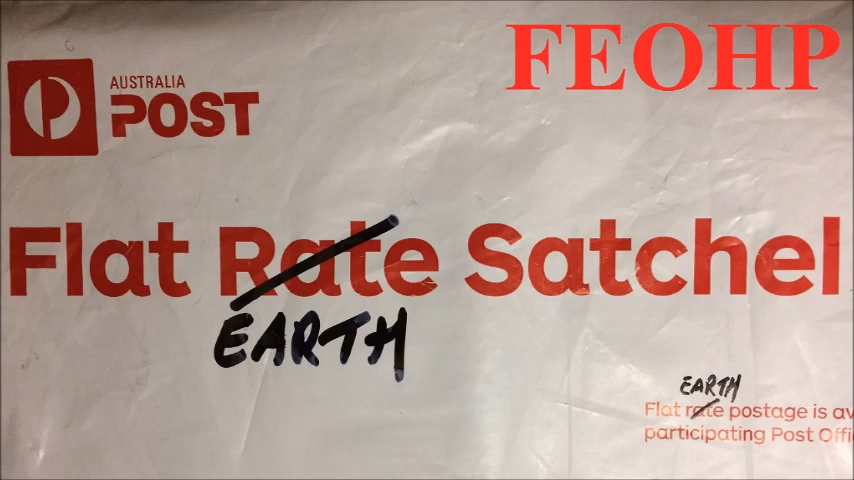 FEOHP
AUSTRALIA
POST
Flat Rate Satchel
EARTH
EARTH
Flat rate postage is av
participating Post Offi